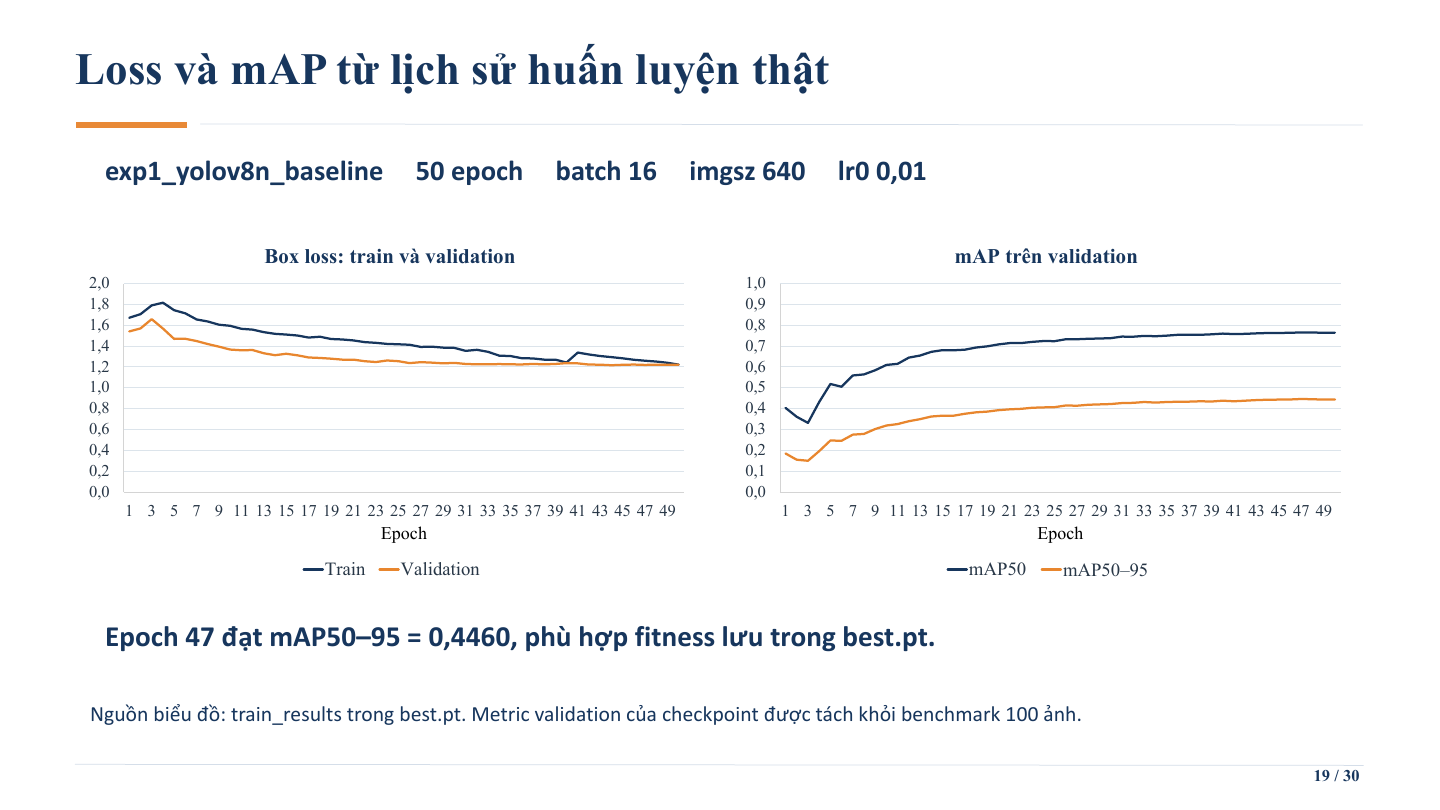 Loss và mAP từ lịch sử huấn luyện thật
exp1_yolov8n_baseline 50 epoch batch 16 imgsz 640 lr0 0,01
Box loss: train và validation
2,0
1,8
1,6
1,4
1,2
1,0
0,8
0,6
0,4
0,2
0,0
1 3 5 7 9 11 13 15 17 19 21 23 25 27 29 31 33 35 37 39 41 43 45 47 49
Epoch
Train Validation
mAP trên validation
1,0
0,9
0,8
0,7
0,6
0,5
0,4
0,3
0,2
0,1
0,0
1 3 5 7 9 11 13 15 17 19 21 23 25 27 29 31 33 35 37 39 41 43 45 47 49
Epoch
mAP50 mAP50–95
Epoch 47 đạt mAP50–95 = 0,4460, phù hợp fitness lưu trong best.pt.
Nguồn biểu đồ: train_results trong best.pt. Metric validation của checkpoint được tách khỏi benchmark 100 ảnh.
19 / 30